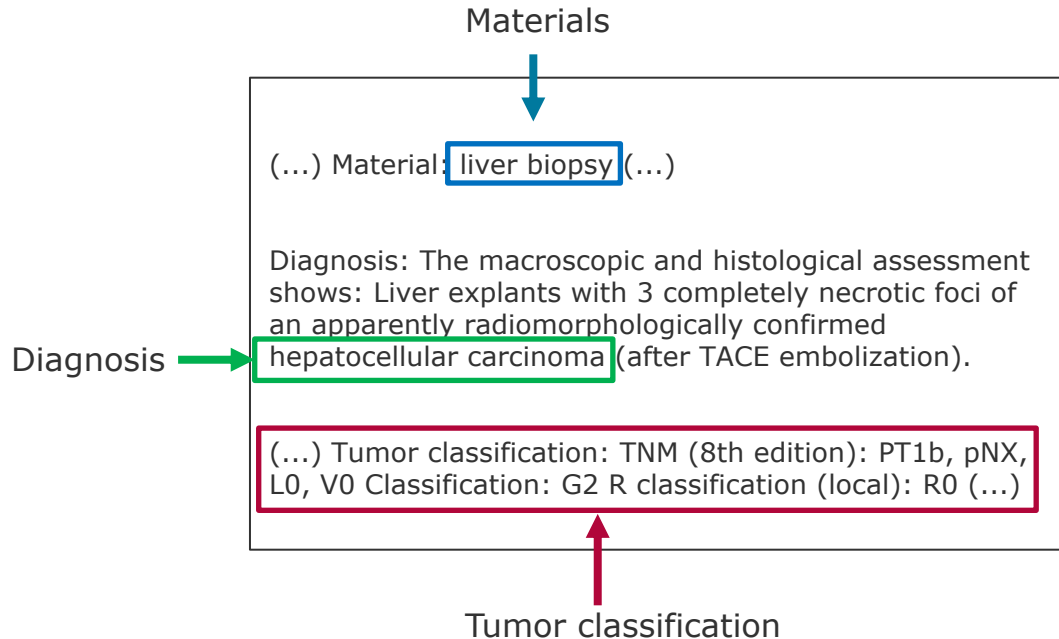 Materials
(...) Material: liver biopsy (...)
Diagnosis: The macroscopic and histological assessment
shows: Liver explants with 3 completely necrotic foci of
an apparently radiomorphologically confirmed
Diagnosis
hepatocellular carcinoma (after TACE embolization).
(...) Tumor classification: TNM (8th edition): PT1b, pNX,
L0, V0 Classification: G2 R classification (local): R0 (...)
Tumor classification